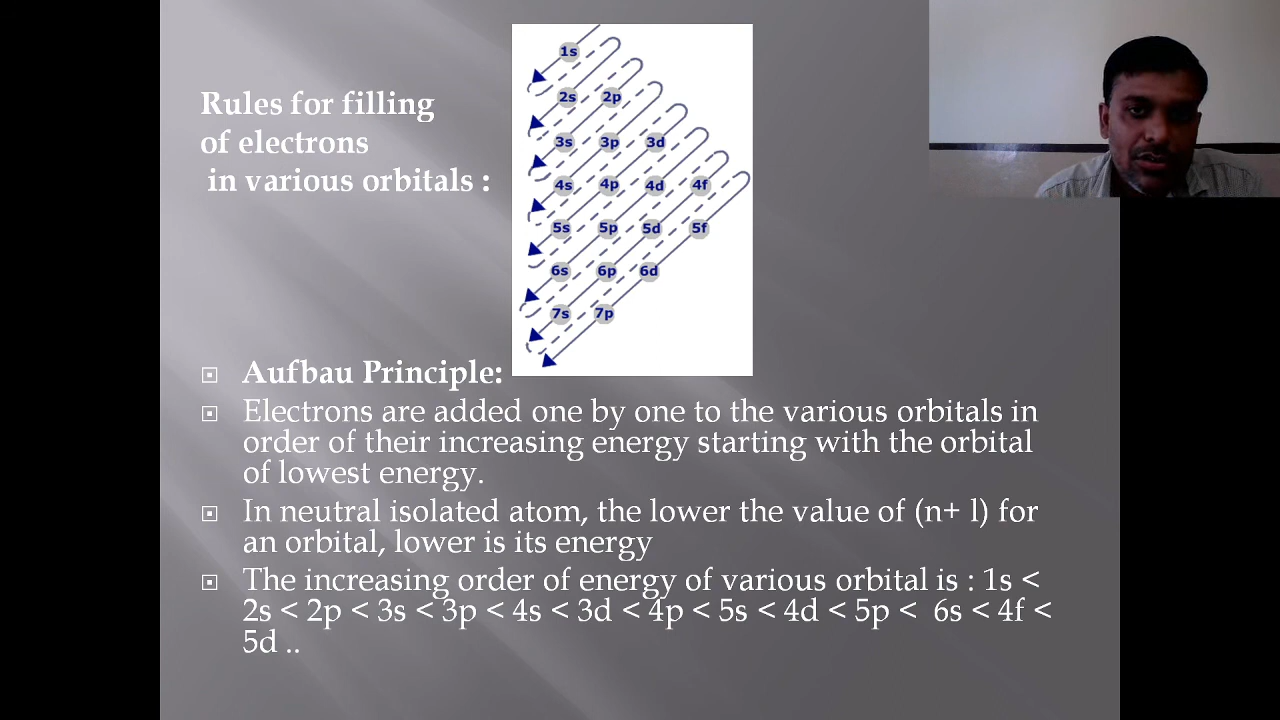 Rules for filling
of electrons
in various orbitals :
1s
2s 2p
3s 3p 3d
4s 4p 4d 4f
5s 5p 5d 5f
6s 6p 6d
7s 7p
Aufbau Principle:
Electrons are added one by one to the various orbitals in
order of their increasing energy starting with the orbital
of lowest energy.
In neutral isolated atom, the lower the value of (n+ l) for
an orbital, lower is its energy
The increasing order of energy of various orbital is : 1s <
2s < 2p < 3s < 3p < 4s < 3d < 4p < 5s < 4d < 5p < 6s < 4f <
5d ..